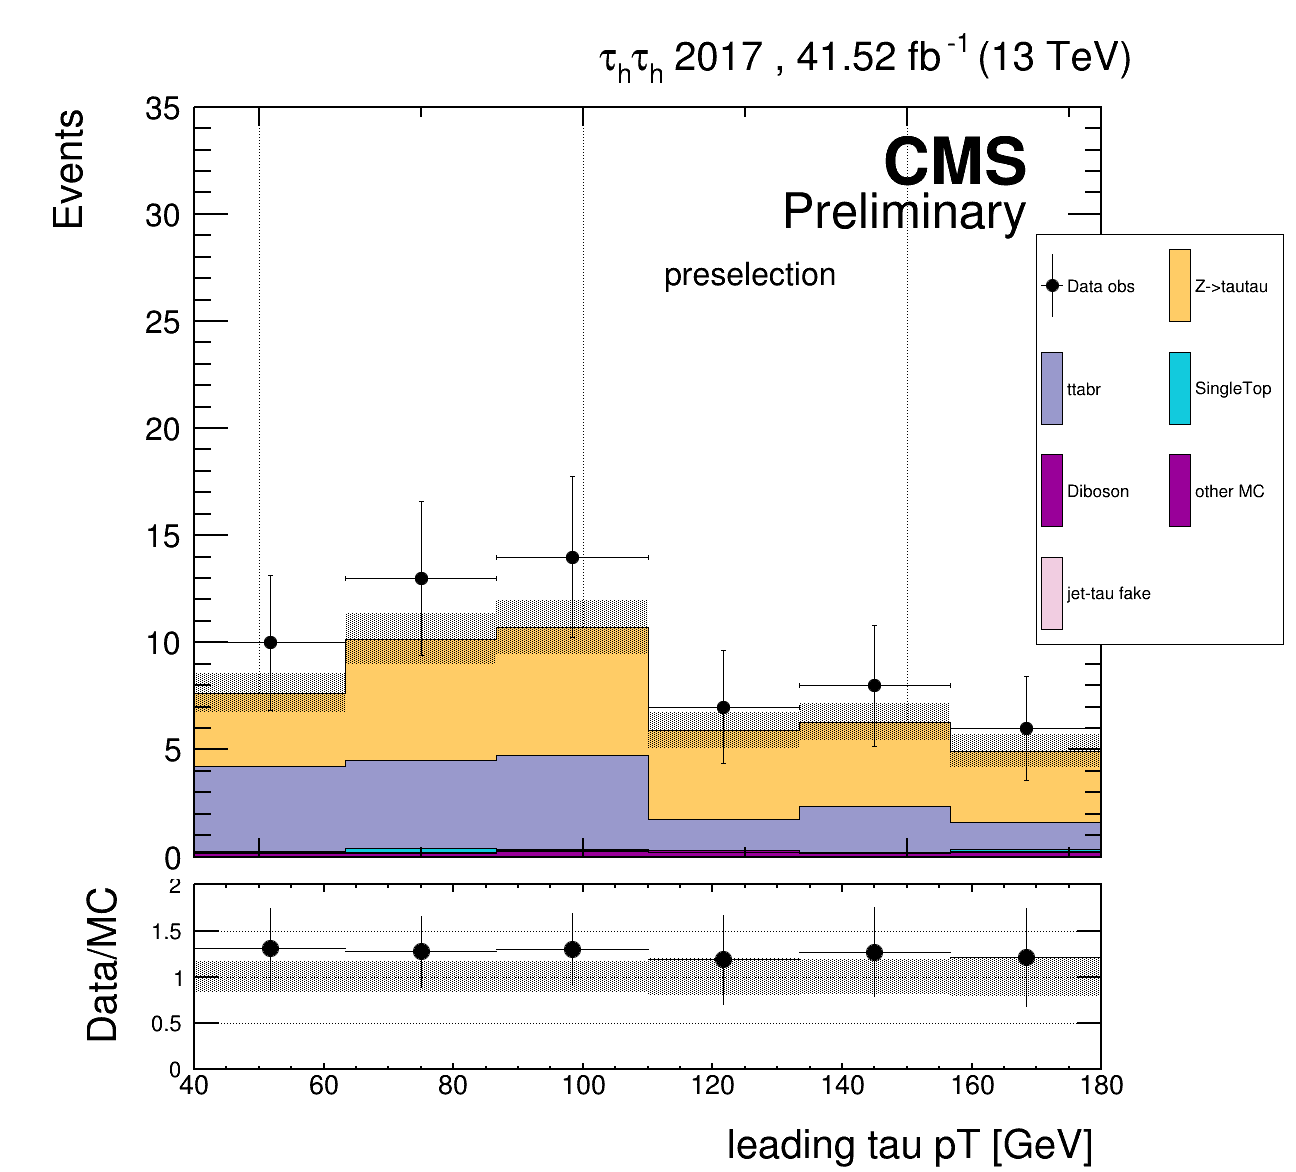 τhτh 2017 , 41.52 fb-1 (13 TeV)
Events
35
30
25
20
15
10
5
0
CMS
Preliminary
preselection
Data obs
Z->tautau
ttabr
SingleTop
Diboson
other MC
jet-tau fake
Data/MC
2
1.5
1
0.5
0
40 60 80 100 120 140 160 180
leading tau pT [GeV]